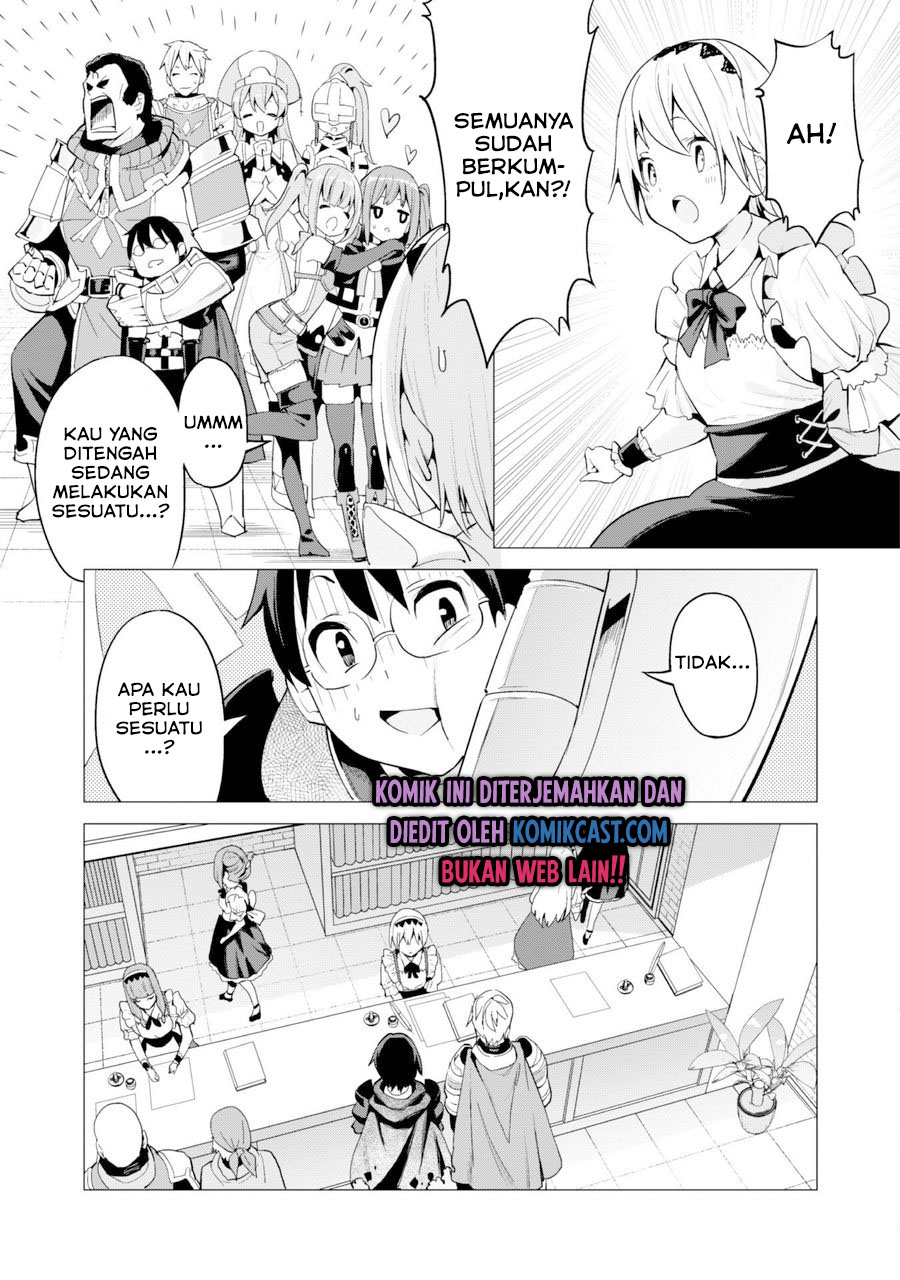 AH!
SEMUANYA
SUDAH
BERKUM-
PUL,KAN?!
UMMM
...
KAU YANG
DITENGAH
SEDANG
MELAKUKAN
SESUATU...?
TIDAK...
APA KAU
PERLU
SESUATU
...?
KOMIK INI DITERJEMAHKAN DAN
DIEDIT OLEH KOMIKCAST.COM
BUKAN WEB LAIN!!